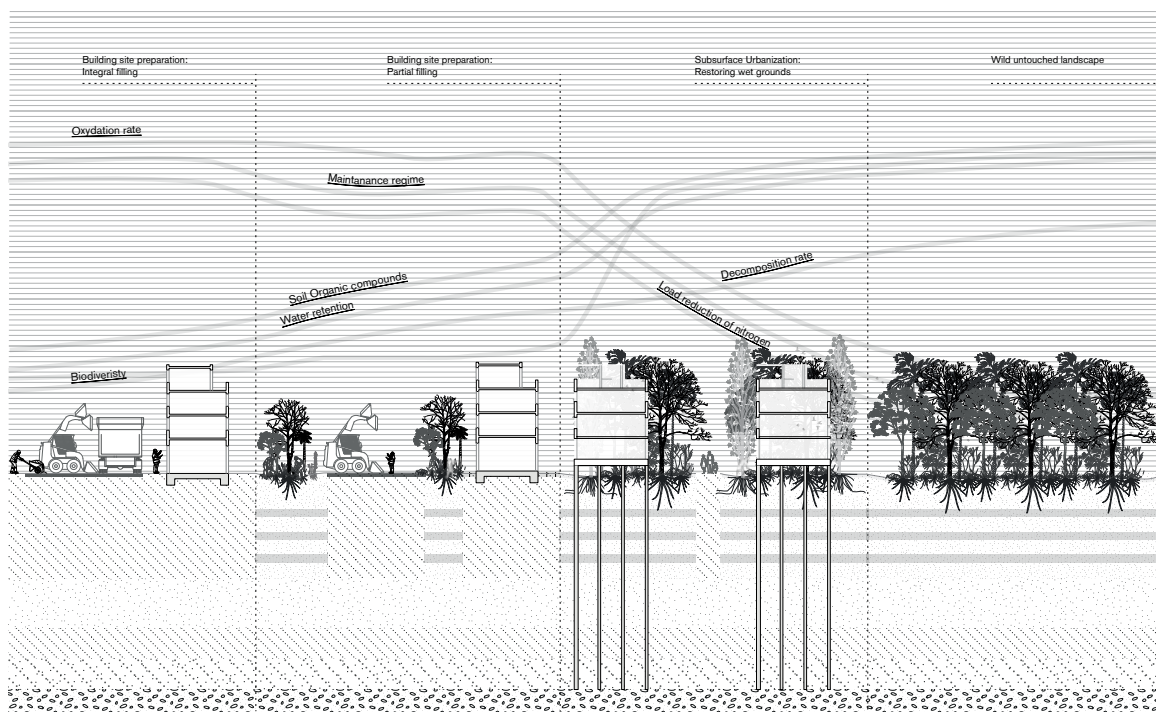 Building site preparation:
Integral filling
Building site preparation:
Partial filling
Subsurface Urbanization:
Restoring wet grounds
Wild untouched landscape
Oxydation rate
Maintanance regime
Decomposition rate
Soil Organic compounds
Load reduction of nitrogen
Water retention
Biodiveristy